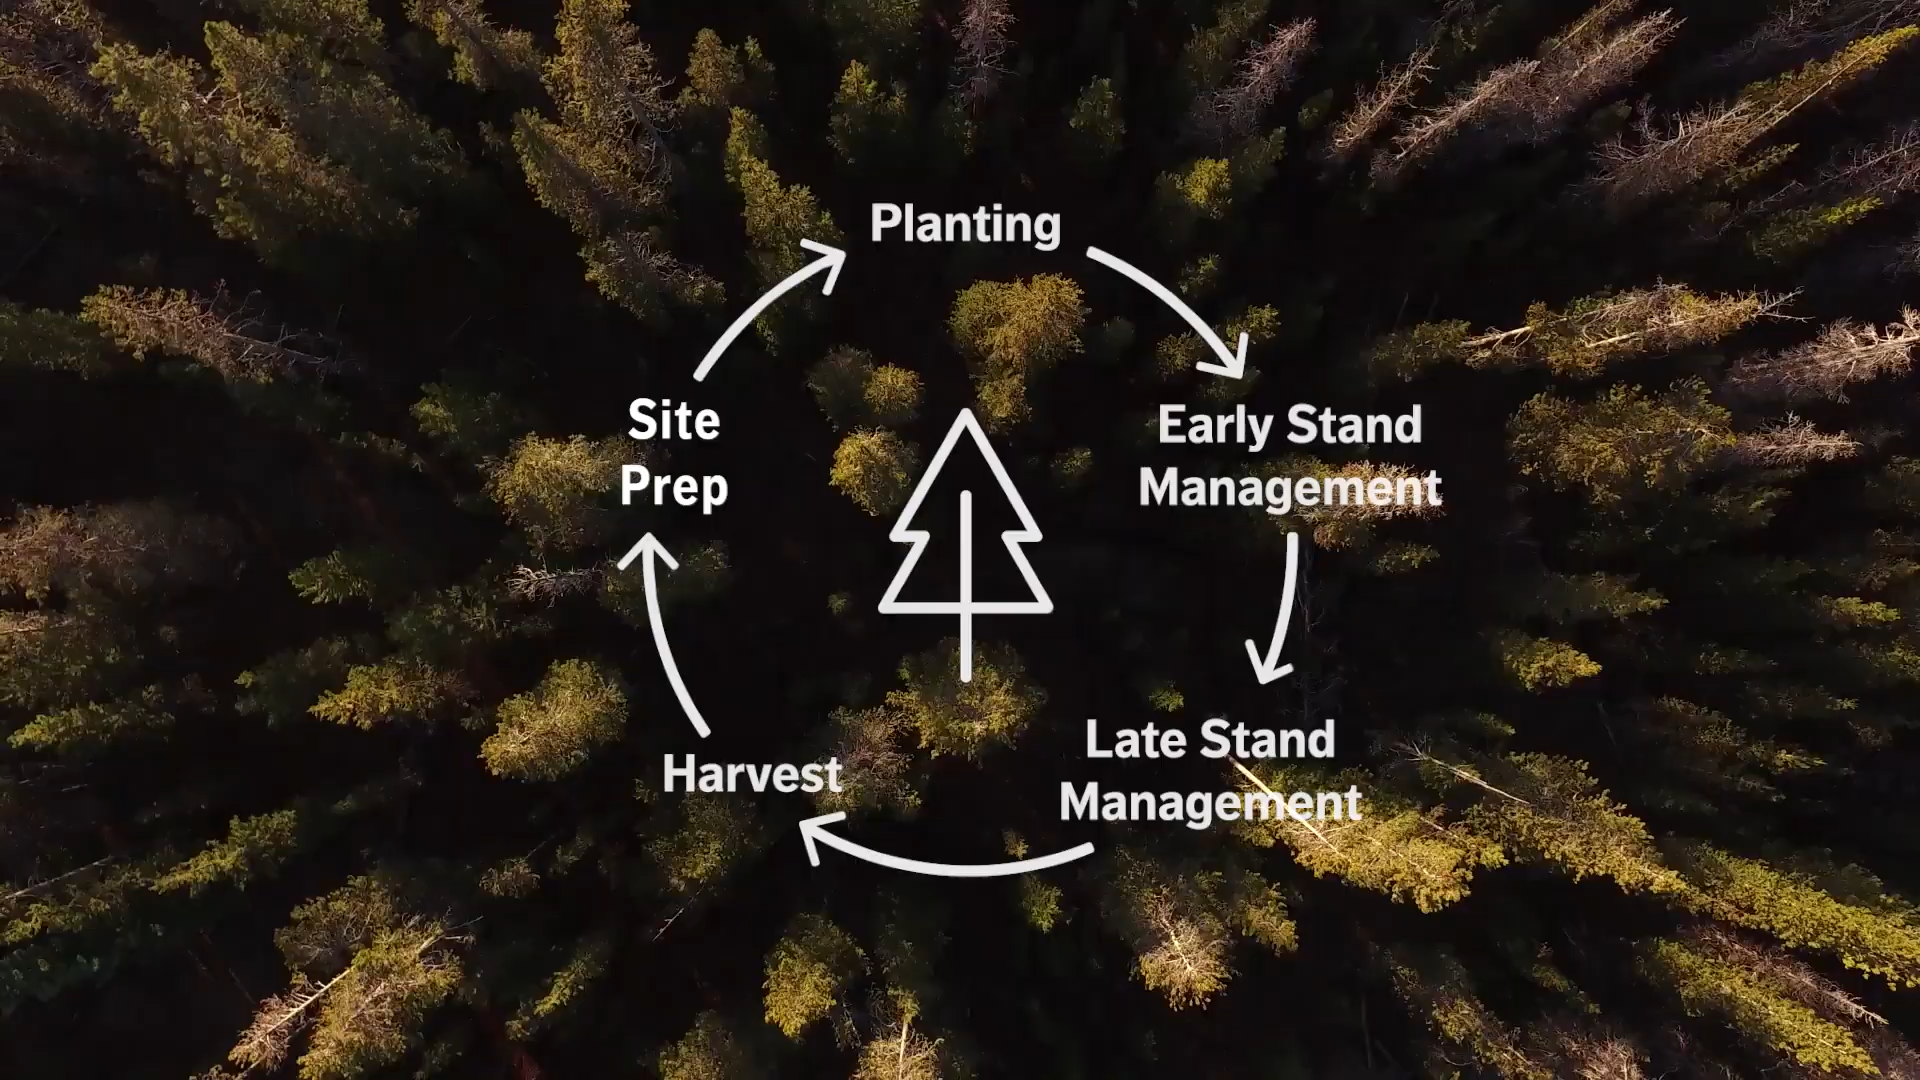 Planting
Early Stand
Management
Late Stand
Management
Harvest
Site
Prep